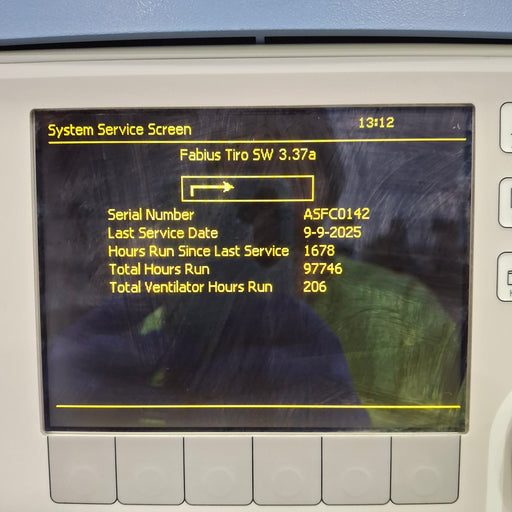 System Service Screen 13:12
Fabius Tiro SW 3.37a
Serial Number ASFC0142
Last Service Date 9-9-2025
Hours Run Since Last Service 1678
Total Hours Run 97746
Total Ventilator Hours Run 206